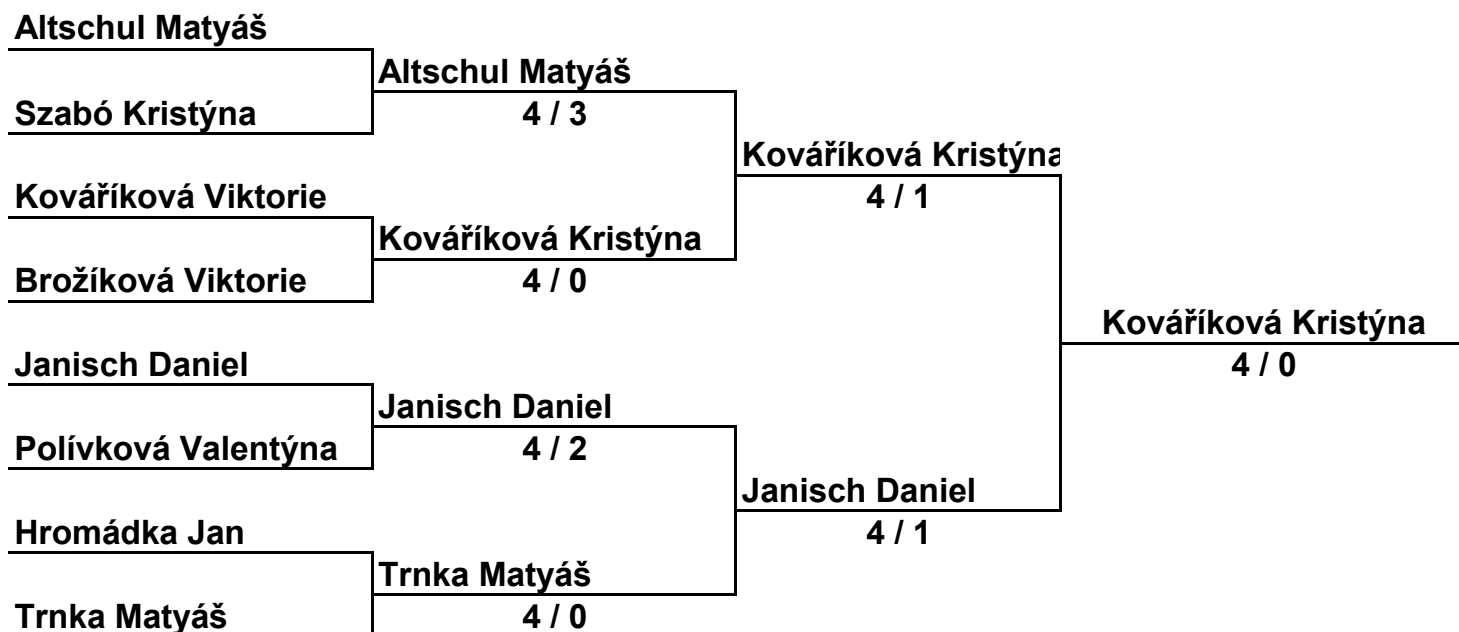 Altschul Matyáš
Altschul Matyáš
Szabó Kristýna
4 / 3
Kováříková Kristýna
Kováříková Viktorie
4 / 1
Kováříková Kristýna
Brožíková Viktorie
4 / 0
Kováříková Kristýna
Janisch Daniel
4 / 0
Janisch Daniel
Polívková Valentýna
4 / 2
Janisch Daniel
Hromádka Jan
4 / 1
Trnka Matyáš
Trnka Matyáš
4 / 0